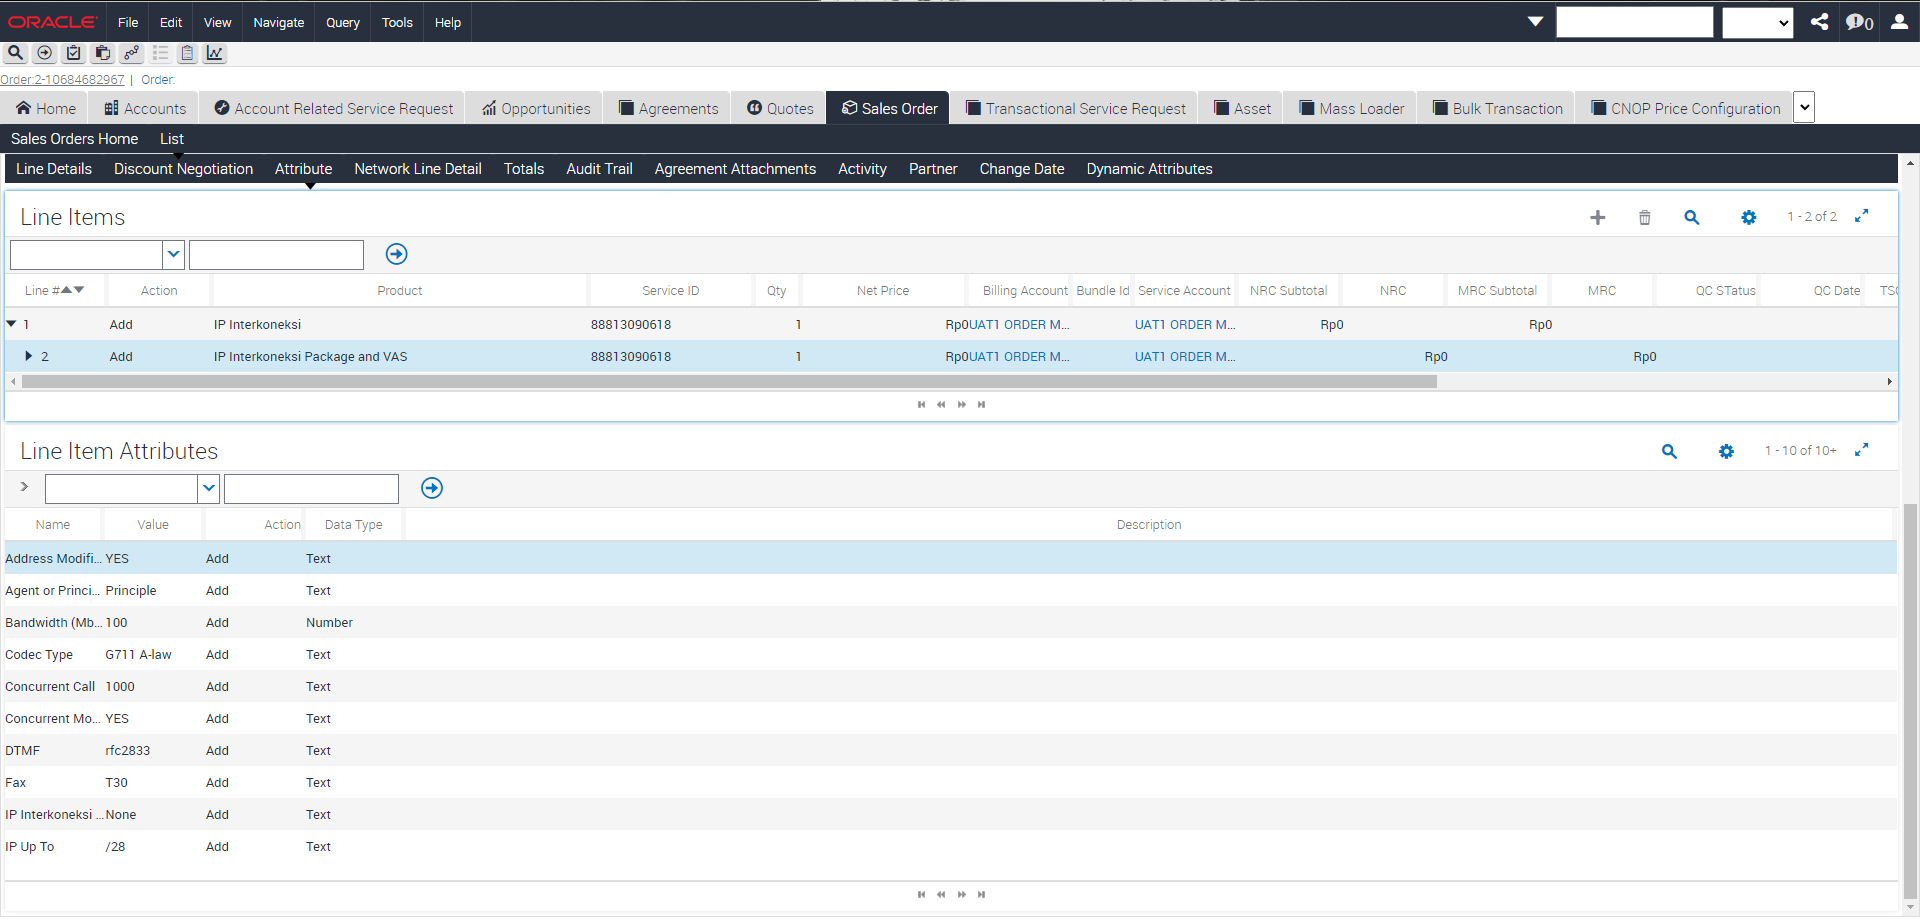 ORACLE File Edit View Navigate Query Tools Help 0
Order:2-10684682967 | Order:
Home Accounts Account Related Service Request Opportunities Agreements Quotes Sales Order Transactional Service Request Asset Mass Loader Bulk Transaction CNOP Price Configuration
Sales Orders Home List
Line Details Discount Negotiation Attribute Network Line Detail Totals Audit Trail Agreement Attachments Activity Partner Change Date Dynamic Attributes
Line Items 1 - 2 of 2
Line # Action Product Service ID Qty Net Price Billing Account Bundle Id Service Account NRC Subtotal NRC MRC Subtotal MRC QC STatus QC Date TSC
1 Add IP Interkoneksi 88813090618 1 Rp0 UAT1 ORDER M... UAT1 ORDER M... Rp0 Rp0
2 Add IP Interkoneksi Package and VAS 88813090618 1 Rp0 UAT1 ORDER M... UAT1 ORDER M... Rp0 Rp0
Line Item Attributes 1 - 10 of 10+
Name Value Action Data Type Description
Address Modifi... YES Add Text
Agent or Princi... Principle Add Text
Bandwidth (Mb... 100 Add Number
Codec Type G711 A-law Add Text
Concurrent Call 1000 Add Text
Concurrent Mo... YES Add Text
DTMF rfc2833 Add Text
Fax T30 Add Text
IP Interkoneksi ... None Add Text
IP Up To /28 Add Text